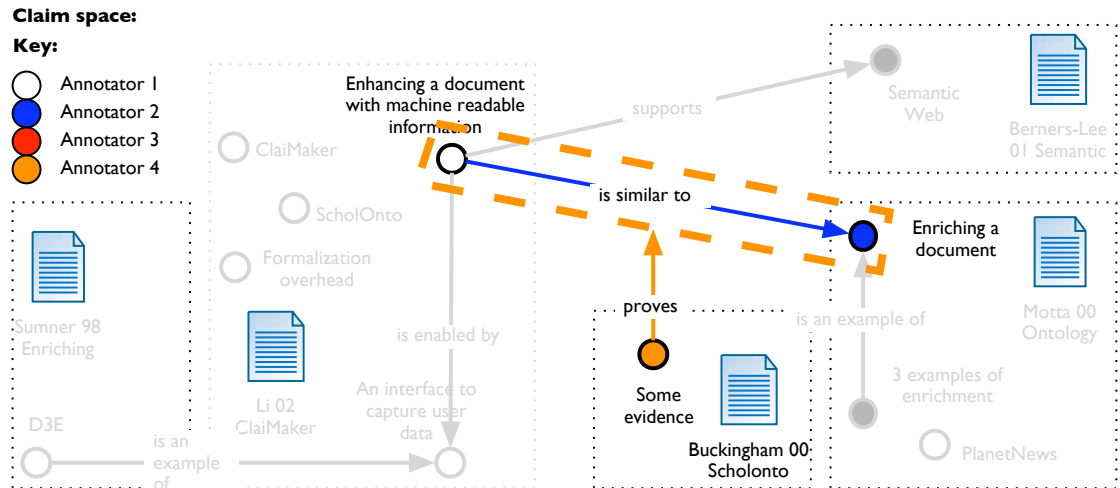 Claim space:
Key:
Annotator 1
Annotator 2
Annotator 3
Annotator 4
Enhancing a document
with machine readable
information
ClaiMaker
ScholOnto
Formalization
overhead
supports
Semantic
Web
Berners-Lee
01 Semantic
is similar to
Enriching a
document
Sumner 98
Enriching
is enabled by
proves
is an example of
Motta 00
Ontology
Li 02
ClaiMaker
An interface to
capture user
data
Some
evidence
Buckingham 00
Scholonto
3 examples of
enrichment
PlanetNews
D3E
is an
example
of